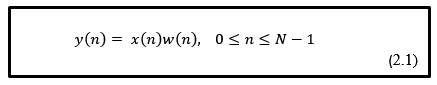 y(n) = x(n)w(n), 0 ≤ n ≤ N − 1
(2.1)